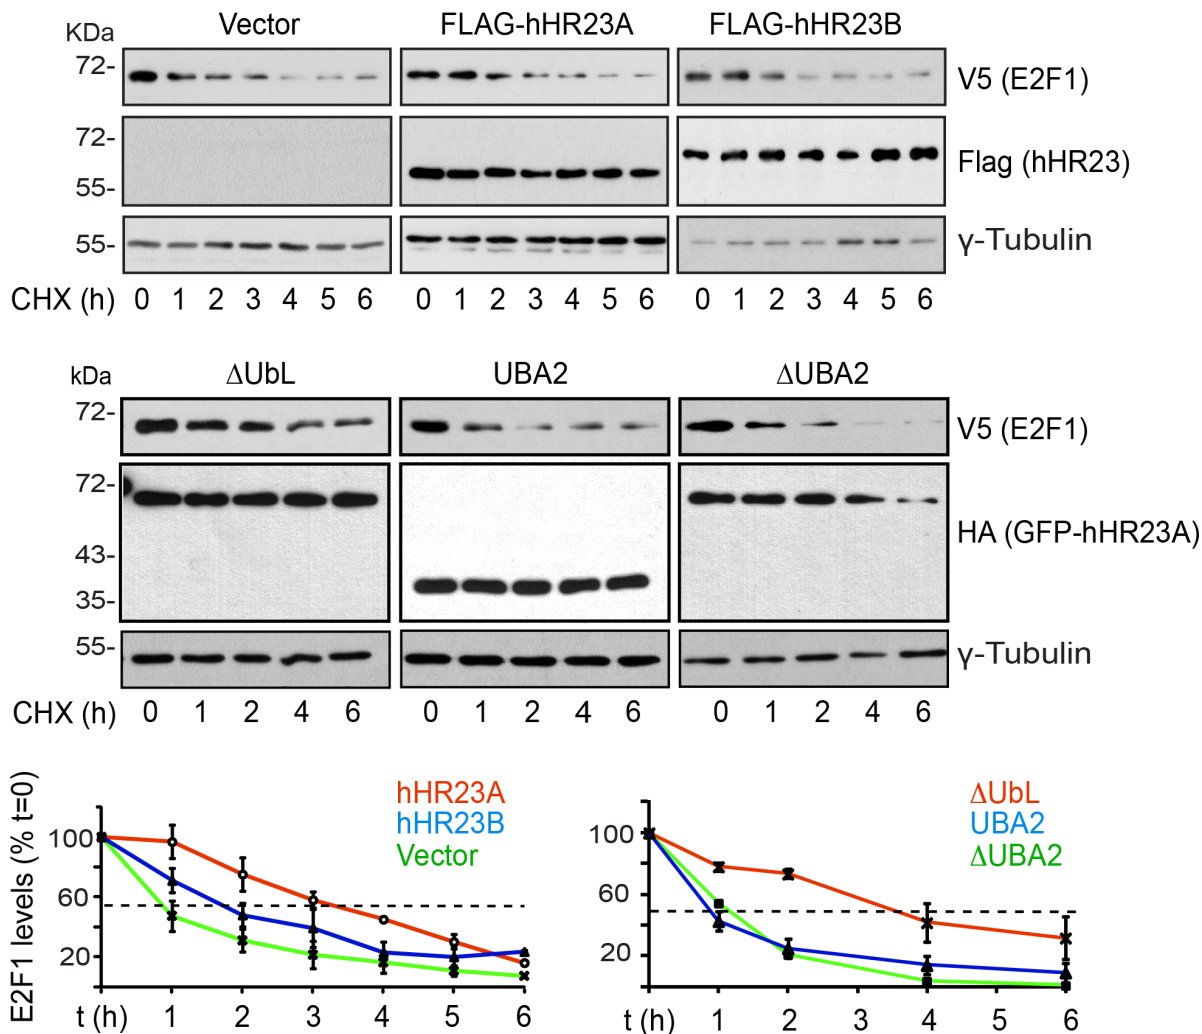 KDa Vector FLAG-hHR23A FLAG-hHR23B
72- V5 (E2F1)
72-
Flag (hHR23)
55-
55- γ-Tubulin
CHX (h) 0 1 2 3 4 5 6 0 1 2 3 4 5 6 0 1 2 3 4 5 6
kDa ΔUbL UBA2 ΔUBA2
72- V5 (E2F1)
72-
HA (GFP-hHR23A)
43-
35-
55- γ-Tubulin
CHX (h) 0 1 2 4 6 0 1 2 4 6 0 1 2 4 6
E2F1 levels (% t=0)
100
60
20
hHR23A
hHR23B
Vector
t (h) 1 2 3 4 5 6
100
60
20
ΔUbL
UBA2
ΔUBA2
t (h) 1 2 3 4 5 6